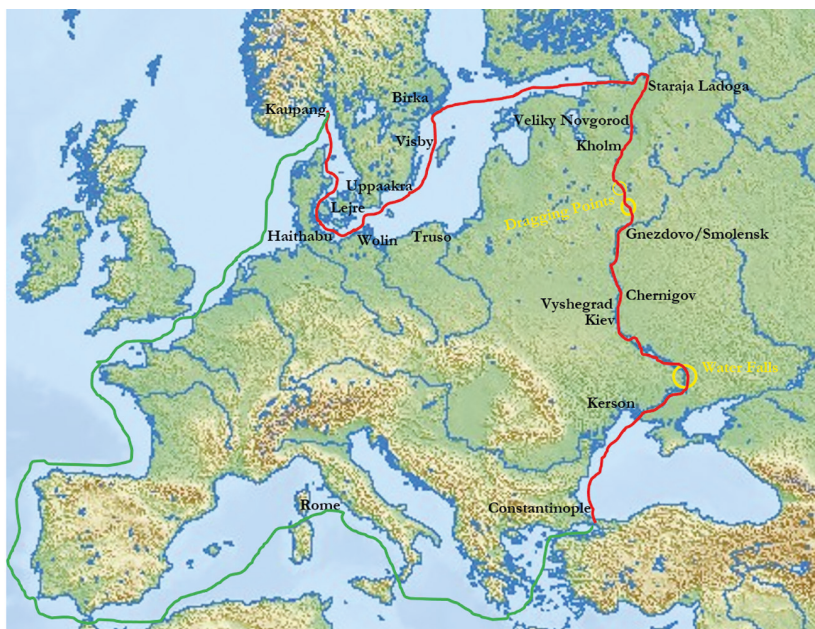 Staraja Ladoga
Birka
Kaupang
Veliky Novgorod
Visby
Kholm
Uppaakra
Dragging Points
Lejre
Haithabu
Wolin
Truso
Gnezdovo/Smolensk
Chernigov
Vyshegrad
Kiev
Water Falls
Kerson
Rome
Constantinople